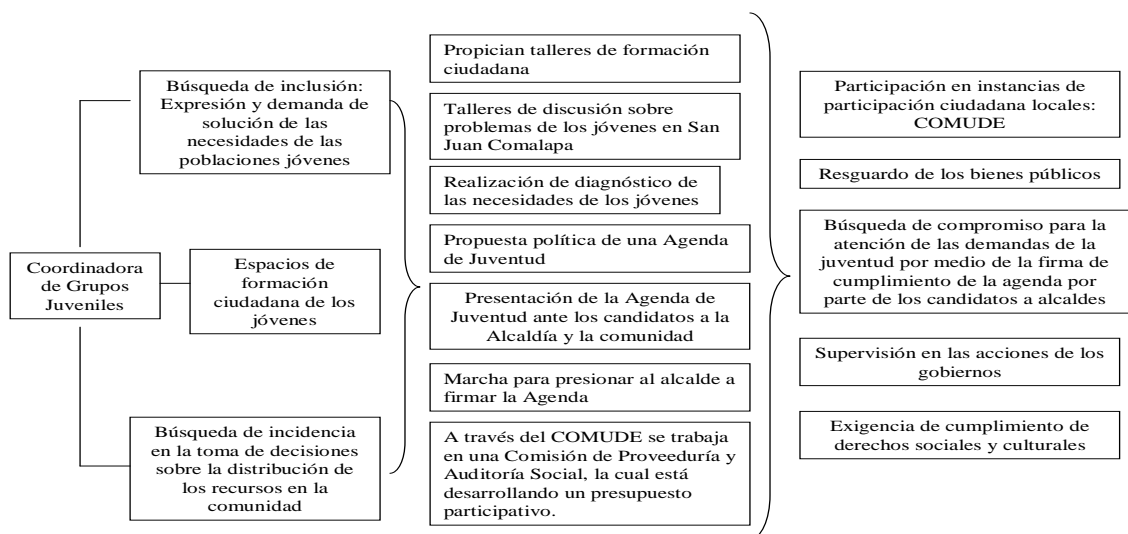 Coordinadora
de Grupos
Juveniles
Búsqueda de inclusión:
Expresión y demanda de
solución de las
necesidades de las
poblaciones jóvenes
Espacios de
formación
ciudadana de los
jóvenes
Búsqueda de incidencia
en la toma de decisiones
sobre la distribución de
los recursos en la
comunidad
Propician talleres de formación
ciudadana
Talleres de discusión sobre
problemas de los jóvenes en San
Juan Comalapa
Realización de diagnóstico de
las necesidades de los jóvenes
Propuesta política de una Agenda
de Juventud
Presentación de la Agenda de
Juventud ante los candidatos a la
Alcaldía y la comunidad
Marcha para presionar al alcalde a
firmar la Agenda
A través del COMUDE se trabaja
en una Comisión de Proveeduría y
Auditoría Social, la cual está
desarrollando un presupuesto
participativo.
Participación en instancias de
participación ciudadana locales:
COMUDE
Resguardo de los bienes públicos
Búsqueda de compromiso para la
atención de las demandas de la
juventud por medio de la firma de
cumplimiento de la agenda por
parte de los candidatos a alcaldes
Supervisión en las acciones de los
gobiernos
Exigencia de cumplimiento de
derechos sociales y culturales